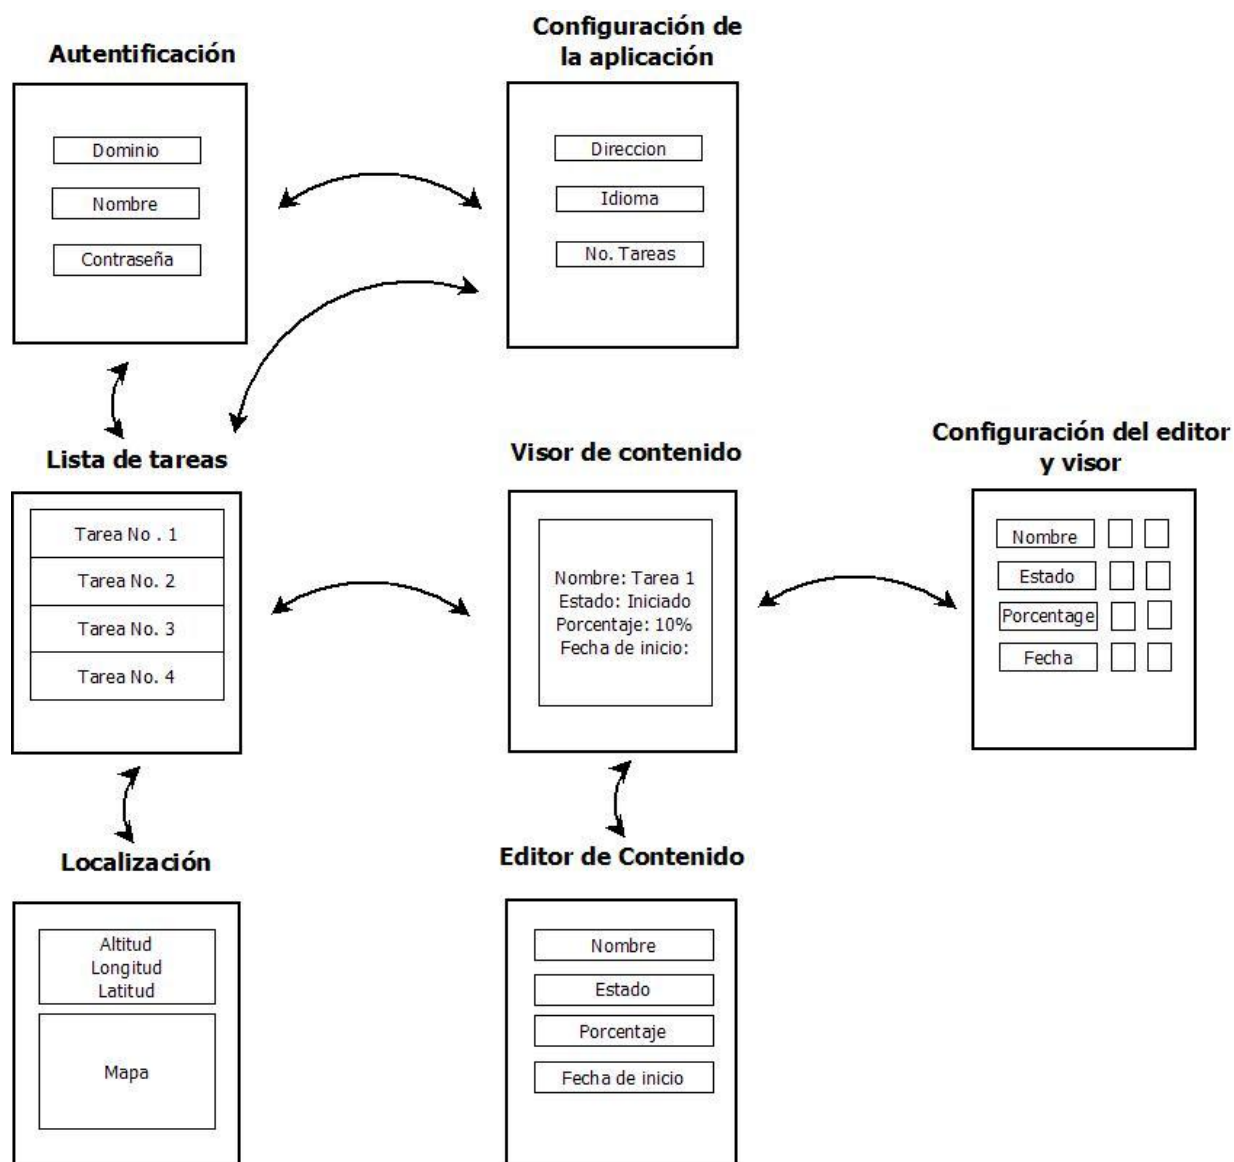 Autentificación
Dominio
Nombre
Contraseña
Configuración de
la aplicación
Direccion
Idioma
No. Tareas
Lista de tareas
Tarea No . 1
Tarea No. 2
Tarea No. 3
Tarea No. 4
Visor de contenido
Nombre: Tarea 1
Estado: Iniciado
Porcentaje: 10%
Fecha de inicio:
Configuración del editor
y visor
Nombre
Estado
Porcentage
Fecha
Localización
Altitud
Longitud
Latitud
Mapa
Editor de Contenido
Nombre
Estado
Porcentaje
Fecha de inicio